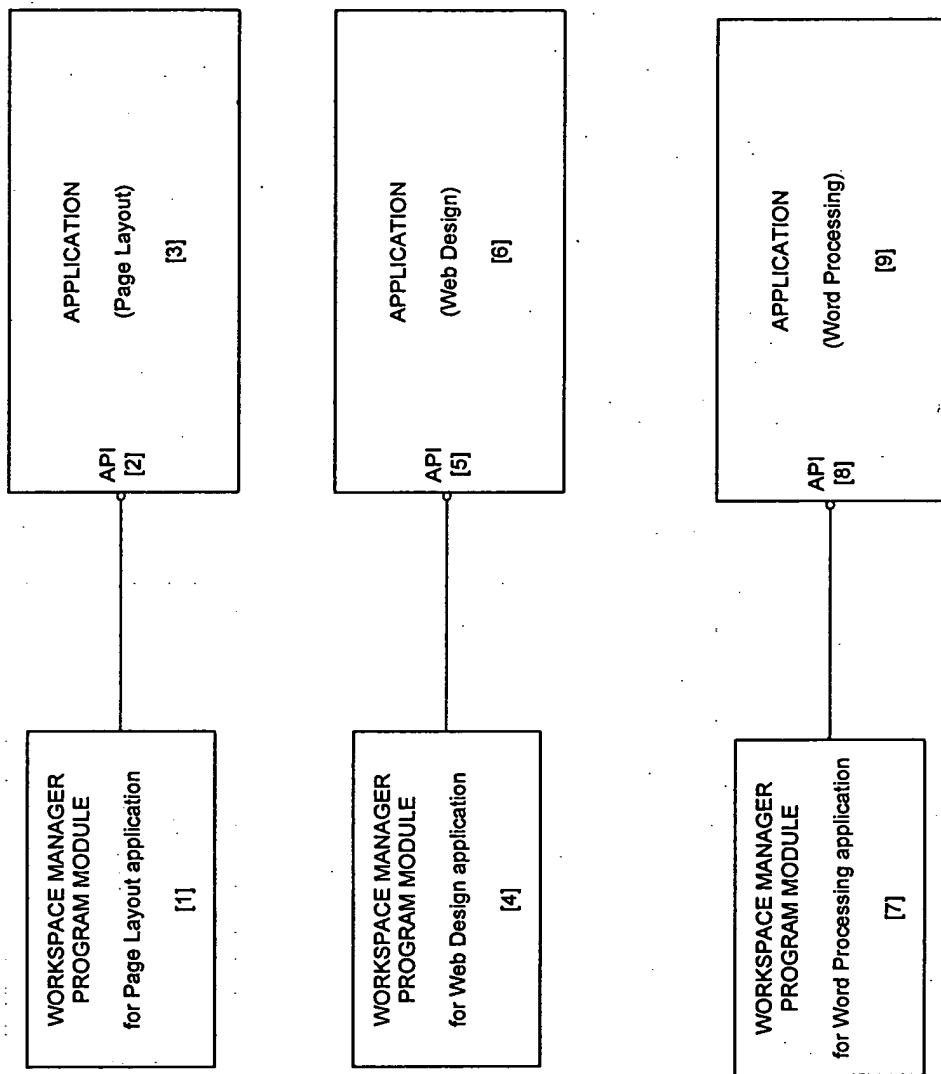 WORKSPACE MANAGER
PROGRAM MODULE
for Page Layout application
[1]
API
[2]
APPLICATION
(Page Layout)
[3]
WORKSPACE MANAGER
PROGRAM MODULE
for Web Design application
[4]
API
[5]
APPLICATION
(Web Design)
[6]
WORKSPACE MANAGER
PROGRAM MODULE
for Word Processing application
[7]
API
[8]
APPLICATION
(Word Processing)
[9]